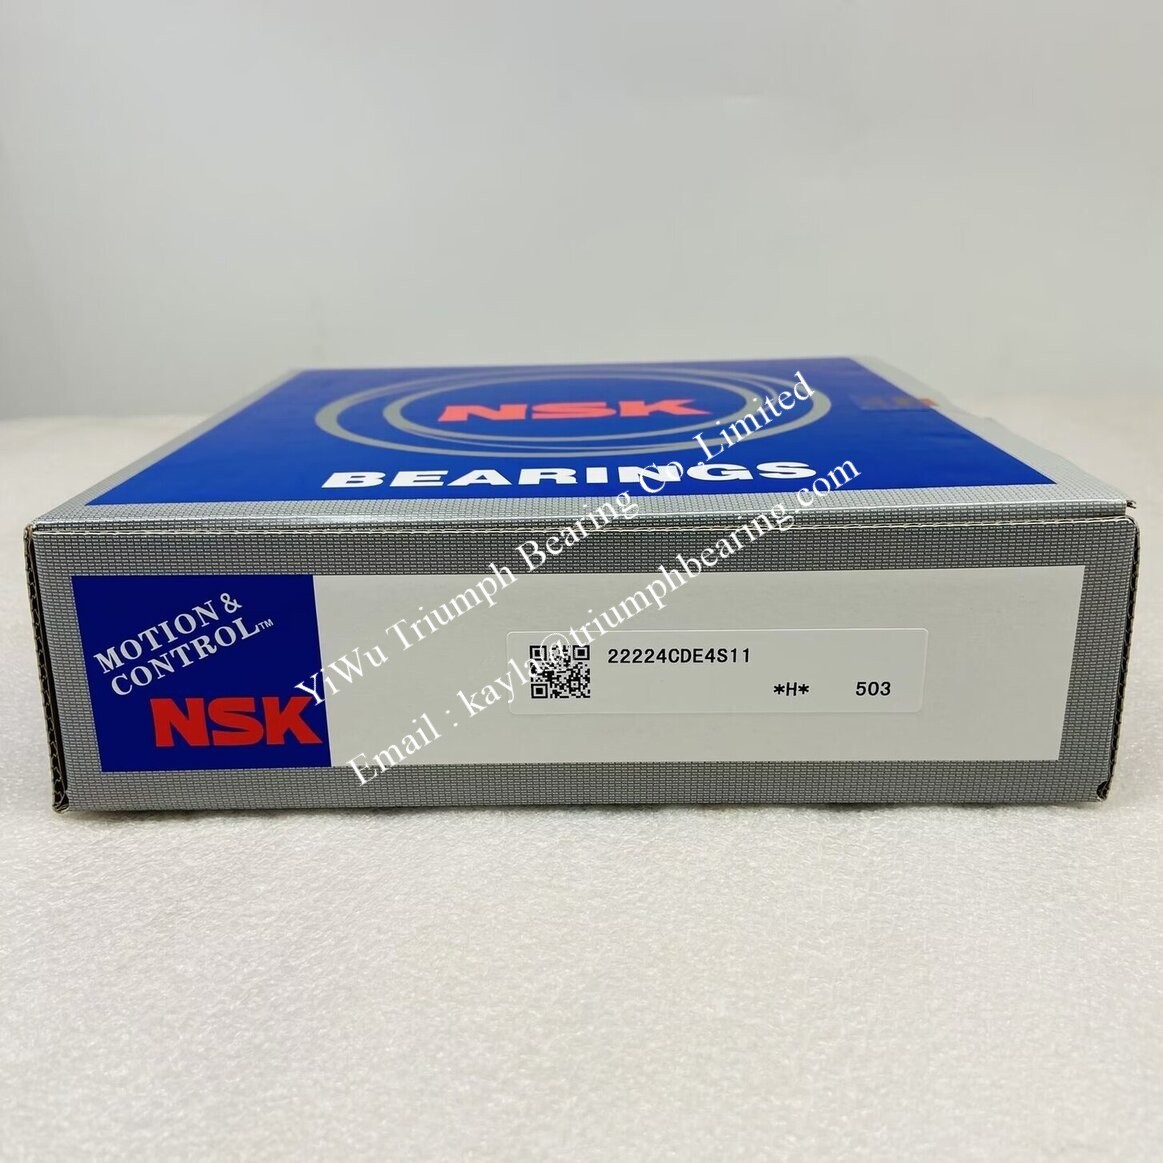 NSK
BEARINGS
MOTION &
CONTROL™
NSK
22224CDE4S11
*H* 503
YiWu Triumph Bearing Co.,Limited
Email : kayla@triumphbearing.com